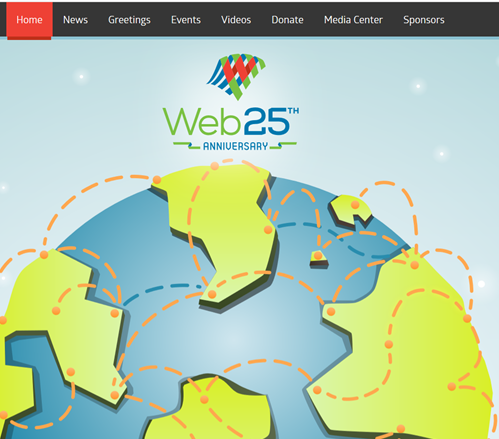 Home News Greetings Events Videos Donate Media Center Sponsors
Web25TH
ANNIVERSARY